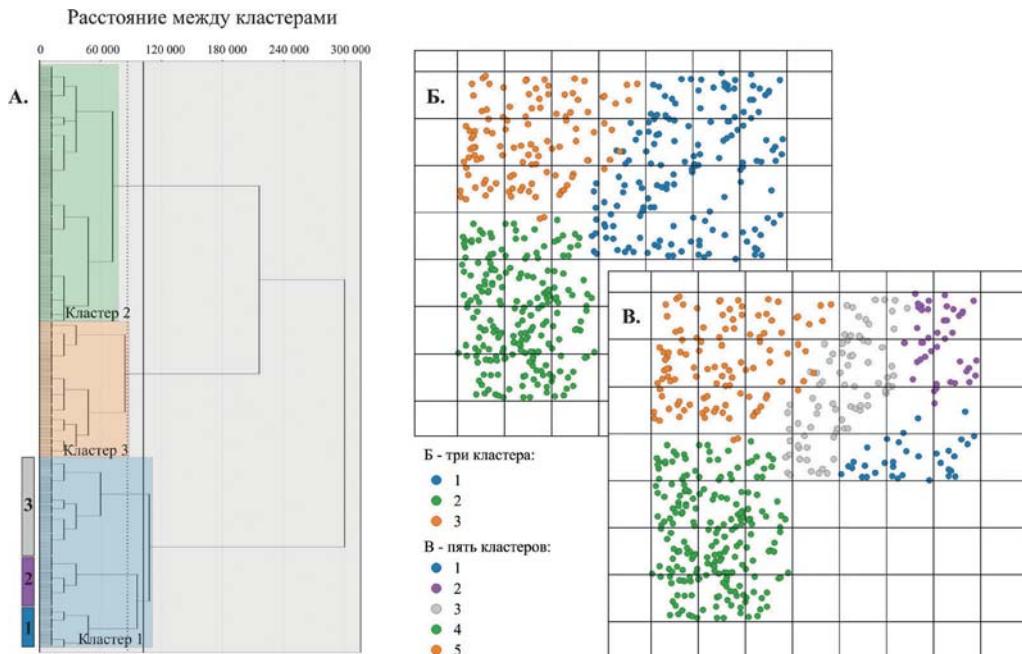 Расстояние между кластерами
0 60 000 120 000 180 000 240 000 300 000
А.
Кластер 2
Кластер 3
Кластер 1
3
2
1
Б.
В.
Б - три кластера:
1
2
3
В - пять кластеров:
1
2
3
4
5